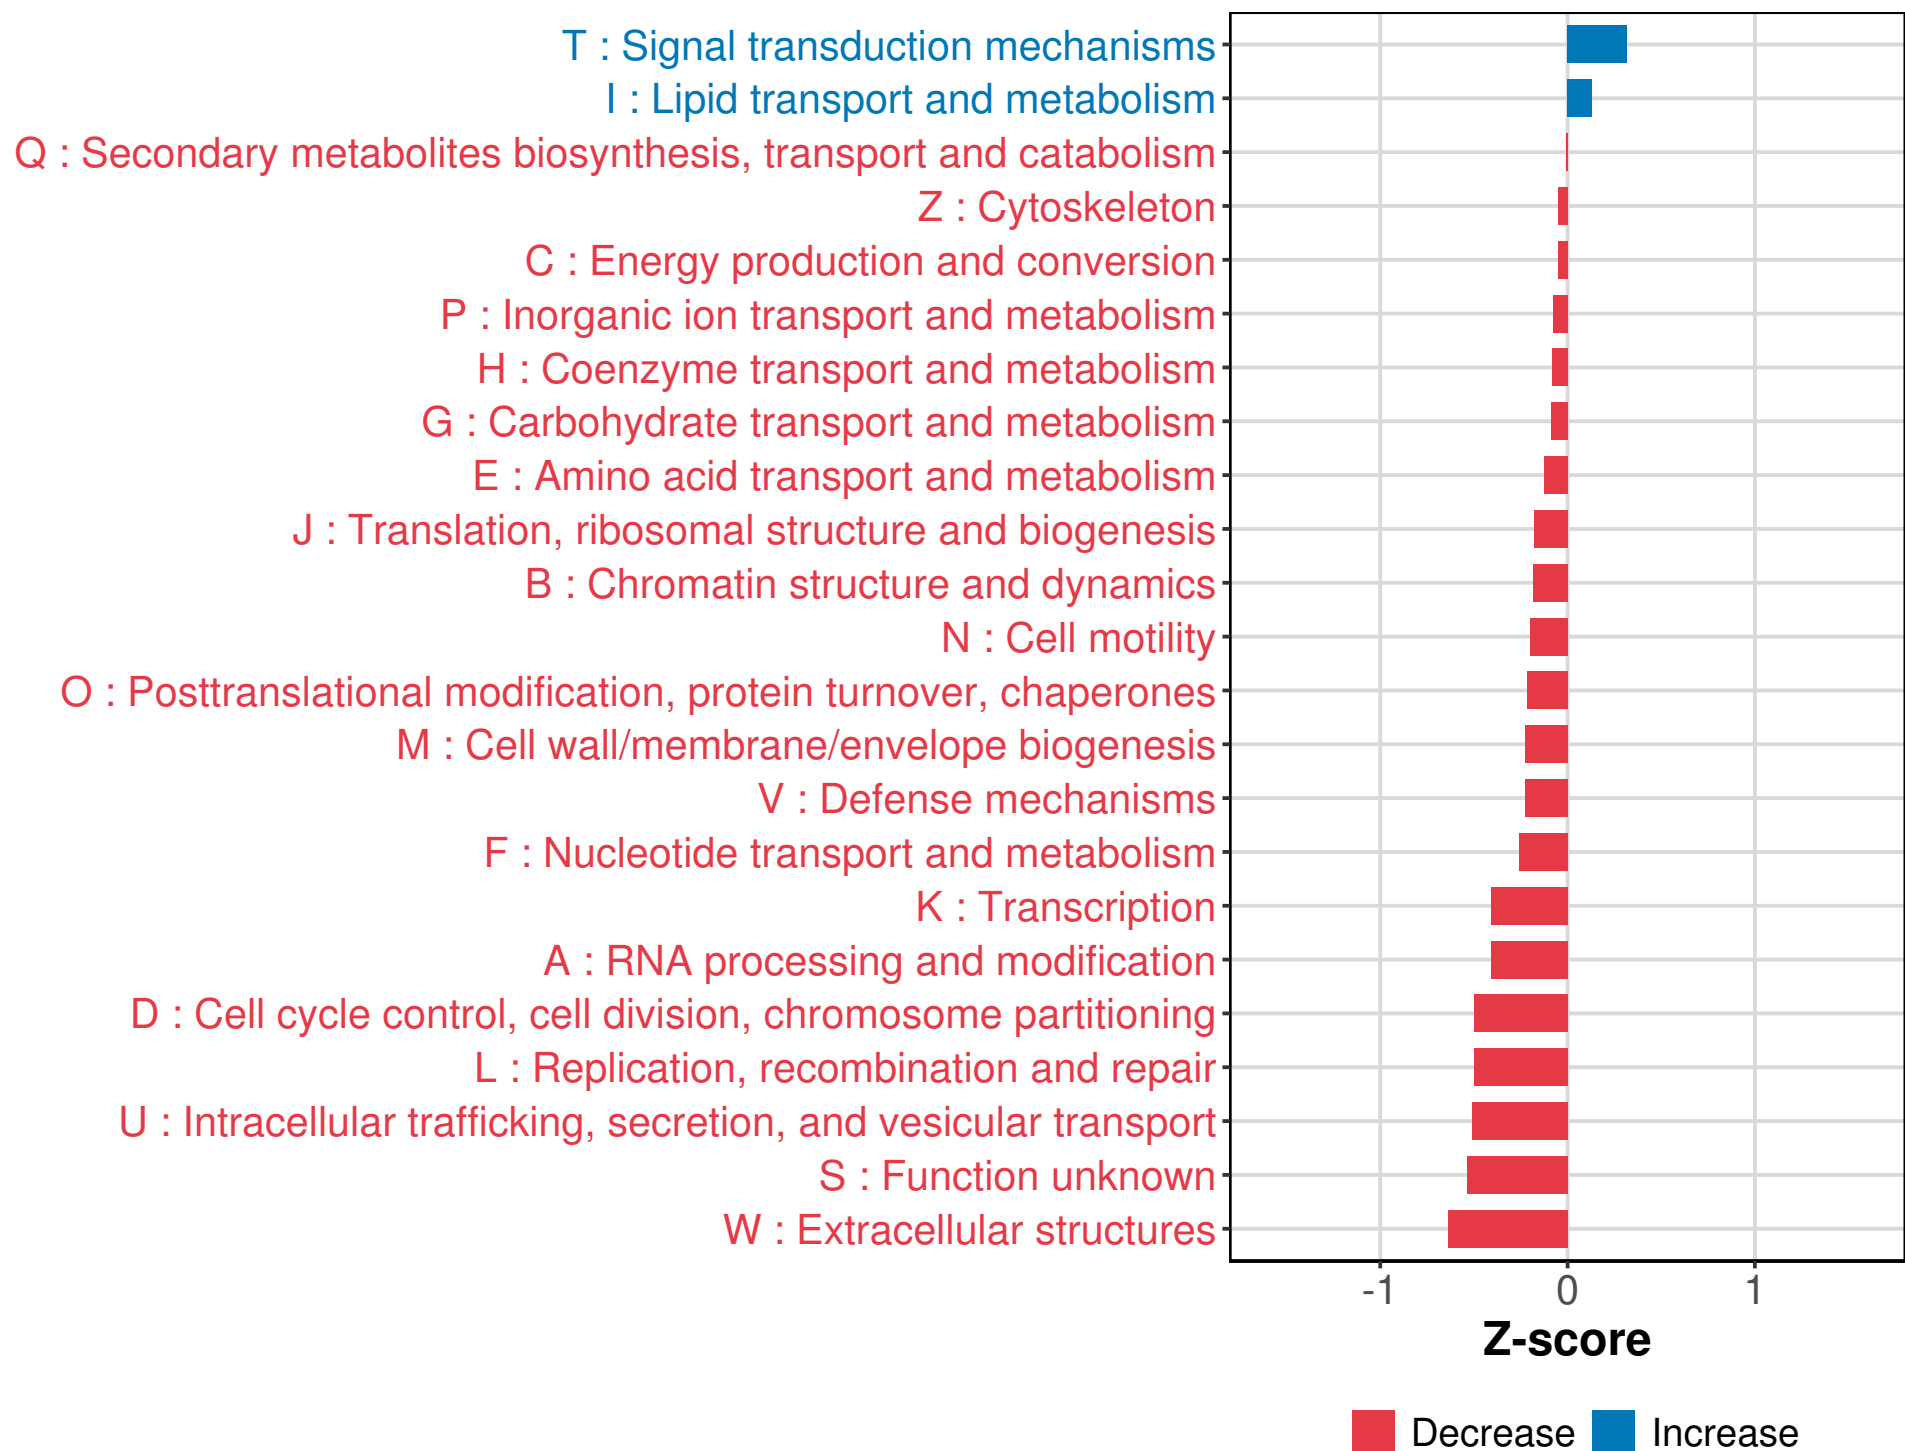 T : Signal transduction mechanisms
I : Lipid transport and metabolism
Q : Secondary metabolites biosynthesis, transport and catabolism
Z : Cytoskeleton
C : Energy production and conversion
P : Inorganic ion transport and metabolism
H : Coenzyme transport and metabolism
G : Carbohydrate transport and metabolism
E : Amino acid transport and metabolism
J : Translation, ribosomal structure and biogenesis
B : Chromatin structure and dynamics
N : Cell motility
O : Posttranslational modification, protein turnover, chaperones
M : Cell wall/membrane/envelope biogenesis
V : Defense mechanisms
F : Nucleotide transport and metabolism
K : Transcription
A : RNA processing and modification
D : Cell cycle control, cell division, chromosome partitioning
L : Replication, recombination and repair
U : Intracellular trafficking, secretion, and vesicular transport
S : Function unknown
W : Extracellular structures
-1 0 1
Z-score
Decrease Increase